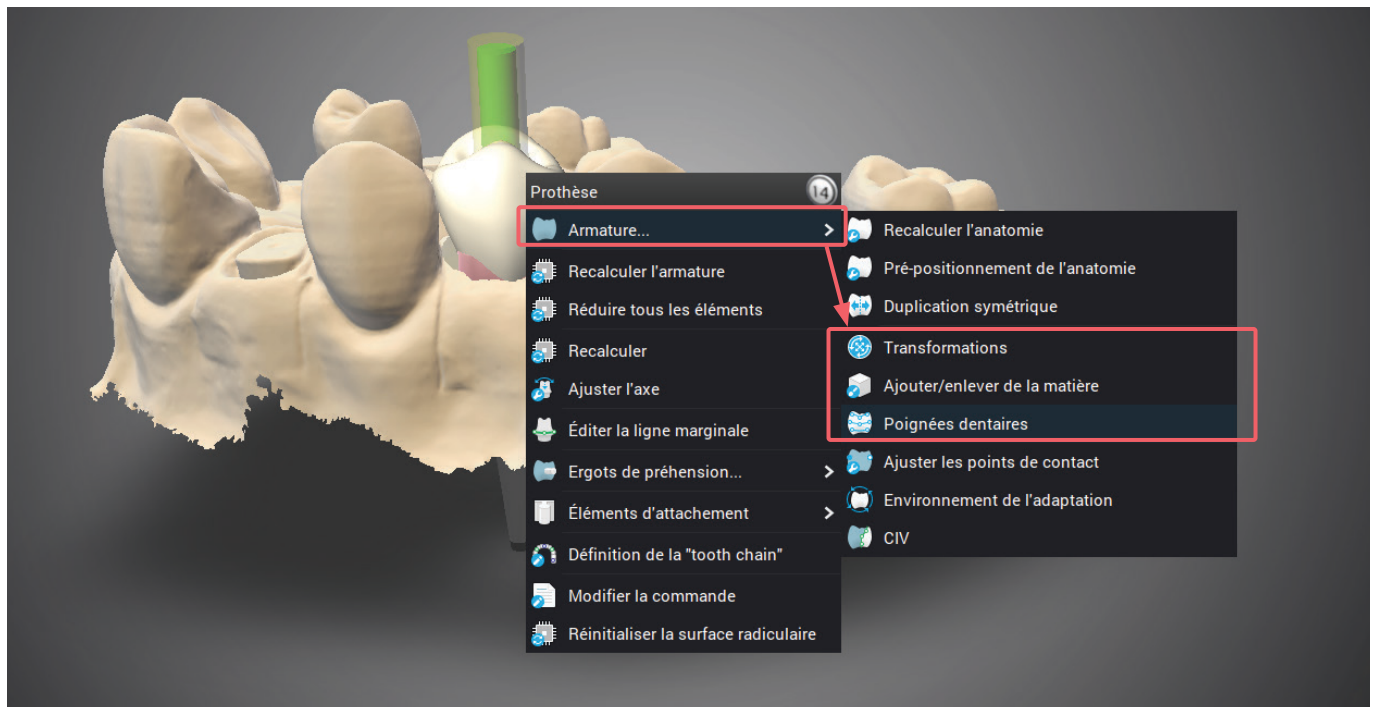 Prothèse
14
Armature...
Recalculer l'armature
Réduire tous les éléments
Recalculer
Ajuster l'axe
Éditer la ligne marginale
Ergots de préhension...
Éléments d'attachement
Définition de la "tooth chain"
Modifier la commande
Réinitialiser la surface radiculaire
Recalculer l'anatomie
Pré-positionnement de l'anatomie
Duplication symétrique
Transformations
Ajouter/enlever de la matière
Poignées dentaires
Ajuster les points de contact
Environnement de l'adaptation
CIV